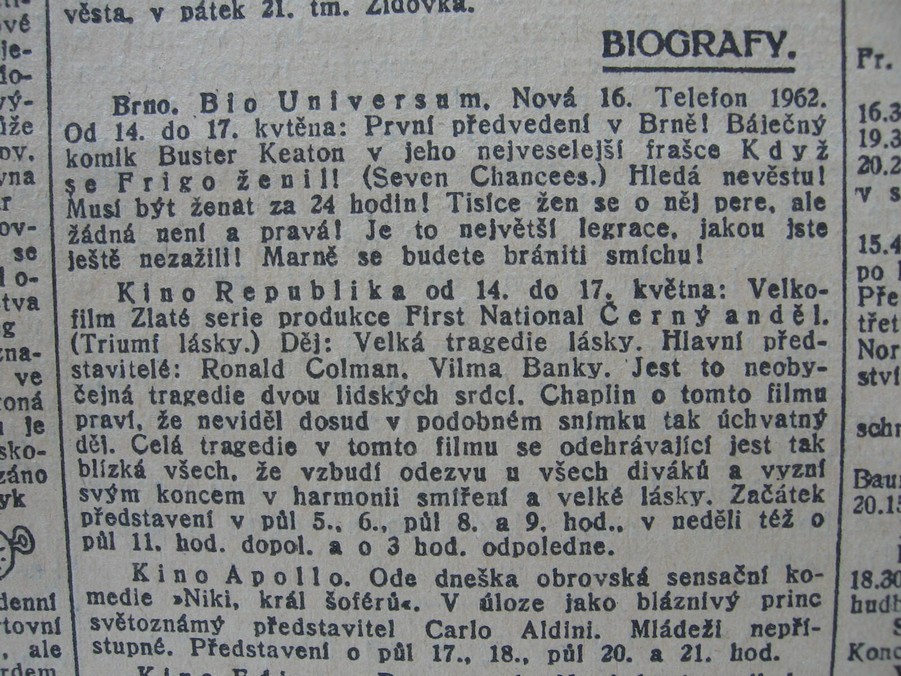 věsta, v pátek 21. tm. Židovka.
BIOGRAFY.
Brno. Bio Universum, Nová 16. Telefon 1962.
Od 14. do 17. kvtěna: První předvedení v Brně! Báječný
komik Buster Keaton v jeho nejveselejší frašce Když
se Frigo ženil! (Seven Chancees.) Hledá nevěstu!
Musí být ženat za 24 hodin! Tisíce žen se o něj pere, ale
žádná není a pravá! Je to největší legrace, jakou jste
ještě nezažili! Marně se budete brániti smíchu!
Kino Republika od 14. do 17. května: Velko-
film Zlaté serie produkce First National Černý anděl.
(Triumf lásky.) Děj: Velká tragedie lásky. Hlavní před-
stavitelé: Ronald Colman, Vilma Banky. Jest to neoby-
čejná tragedie dvou lidských srdcí. Chaplin o tomto filmu
praví, že neviděl dosud v podobném snímku tak úchvatný
děl. Celá tragedie v tomto filmu se odehrávající jest tak
blízká všech, že vzbudí odezvu u všech diváků a vyzní
svým koncem v harmonii smíření a velké lásky. Začátek
představení v půl 5., 6., půl 8. a 9. hod., v neděli též o
půl 11. hod. dopol. a o 3 hod. odpoledne.
Kino Apollo. Ode dneška obrovská sensační ko-
medie »Niki, král šoférů«. V úloze jako bláznivý princ
světoznámý představitel Carlo Aldini. Mládeži nepří-
stupné. Představení o půl 17., 18., půl 20. a 21. hod.